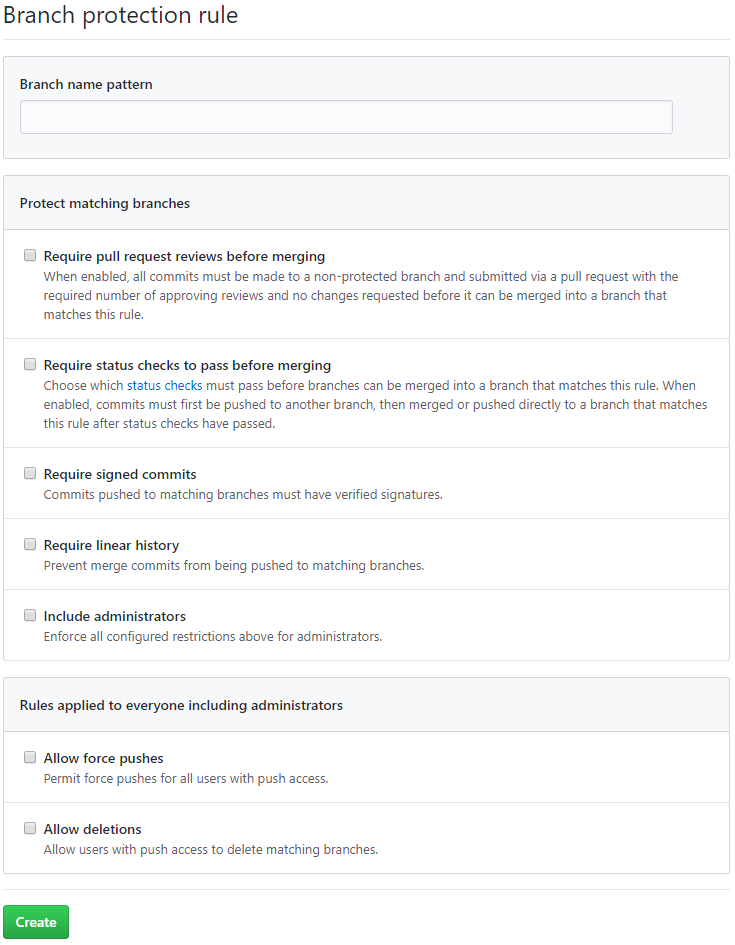 Branch protection rule
Branch name pattern
Protect matching branches
Require pull request reviews before merging
When enabled, all commits must be made to a non-protected branch and submitted via a pull request with the
required number of approving reviews and no changes requested before it can be merged into a branch that
matches this rule.
Require status checks to pass before merging
Choose which status checks must pass before branches can be merged into a branch that matches this rule. When
enabled, commits must first be pushed to another branch, then merged or pushed directly to a branch that matches
this rule after status checks have passed.
Require signed commits
Commits pushed to matching branches must have verified signatures.
Require linear history
Prevent merge commits from being pushed to matching branches.
Include administrators
Enforce all configured restrictions above for administrators.
Rules applied to everyone including administrators
Allow force pushes
Permit force pushes for all users with push access.
Allow deletions
Allow users with push access to delete matching branches.
Create